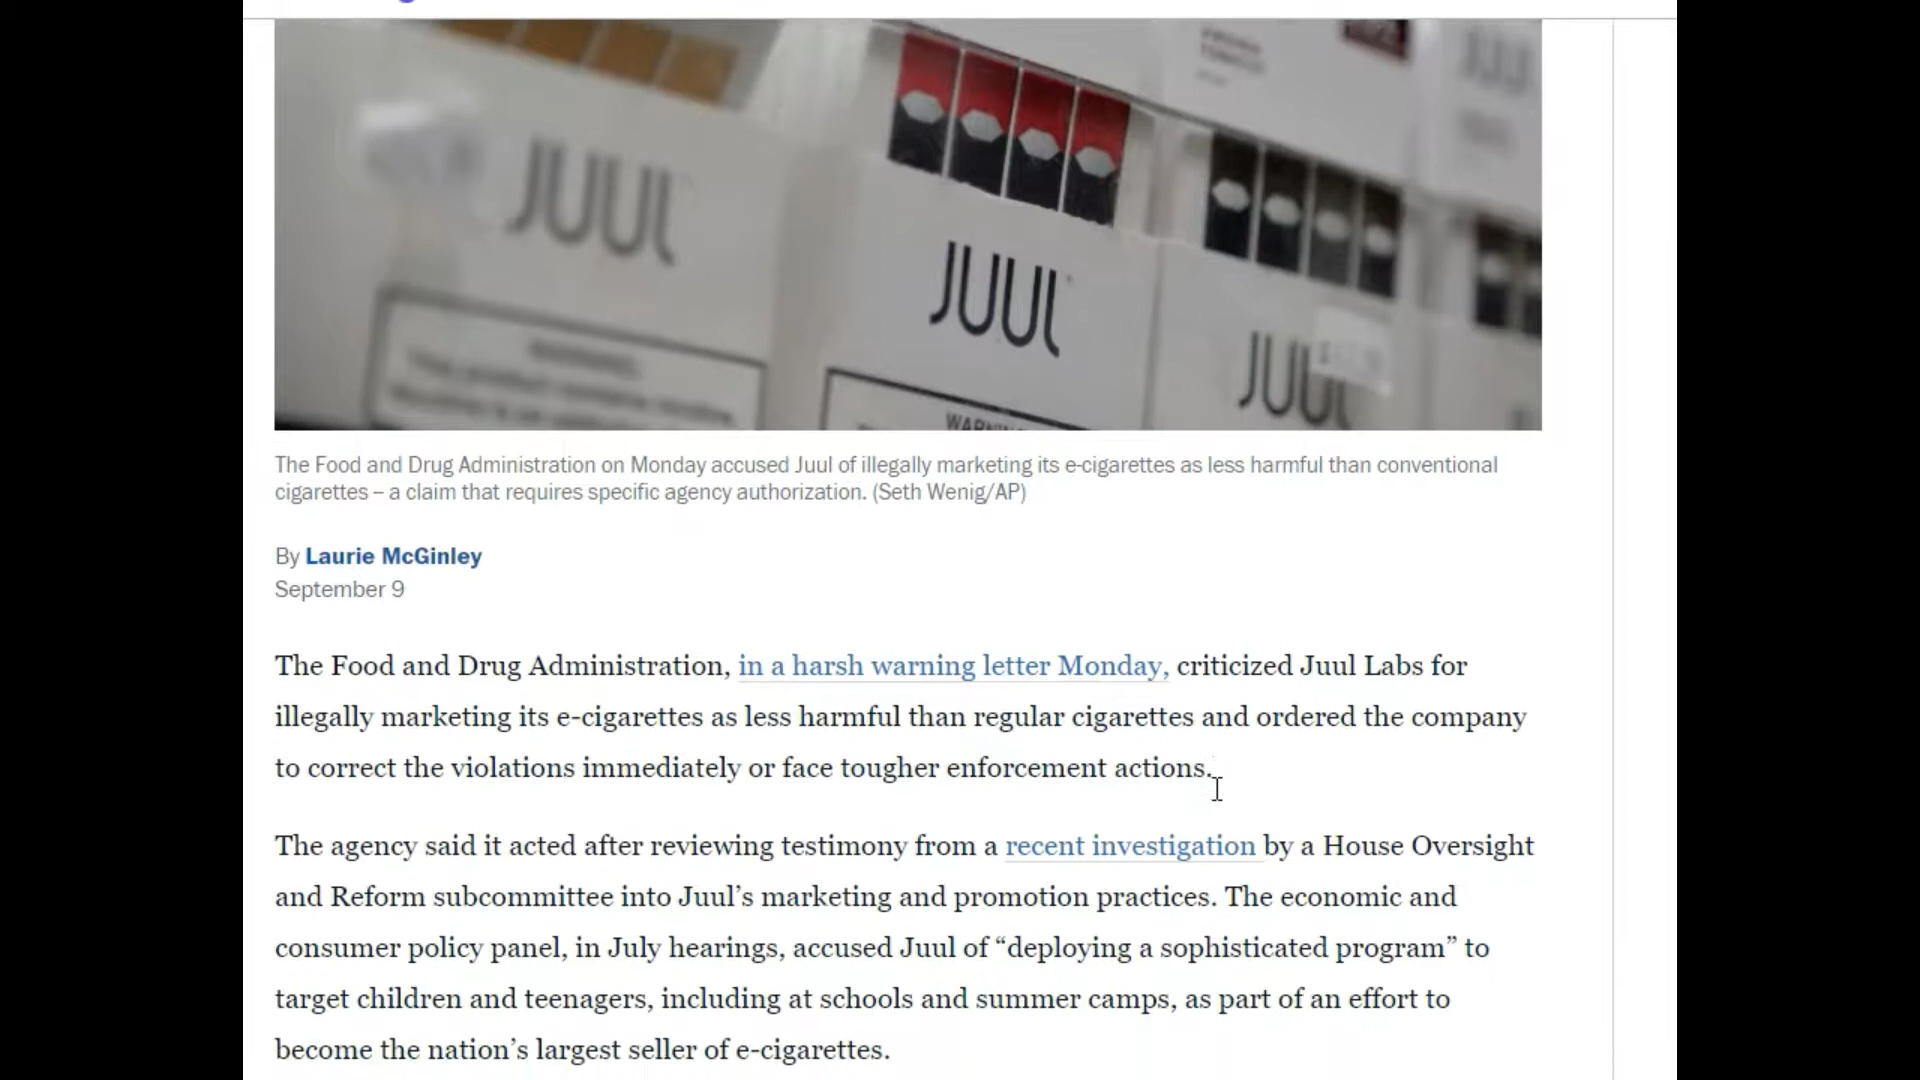 JUUL
JUUL
JUUL
WARNING
The Food and Drug Administration on Monday accused Juul of illegally marketing its e-cigarettes as less harmful than conventional
cigarettes – a claim that requires specific agency authorization. (Seth Wenig/AP)
By Laurie McGinley
September 9
The Food and Drug Administration, in a harsh warning letter Monday, criticized Juul Labs for
illegally marketing its e-cigarettes as less harmful than regular cigarettes and ordered the company
to correct the violations immediately or face tougher enforcement actions.
The agency said it acted after reviewing testimony from a recent investigation by a House Oversight
and Reform subcommittee into Juul’s marketing and promotion practices. The economic and
consumer policy panel, in July hearings, accused Juul of “deploying a sophisticated program” to
target children and teenagers, including at schools and summer camps, as part of an effort to
become the nation’s largest seller of e-cigarettes.